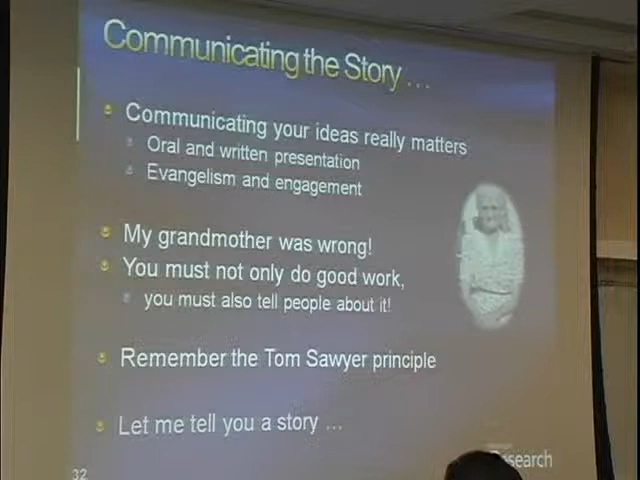 Communicating the Story ...
Communicating your ideas really matters
Oral and written presentation
Evangelism and engagement
My grandmother was wrong!
You must not only do good work,
you must also tell people about it!
Remember the Tom Sawyer principle
Let me tell you a story ...
Research
32